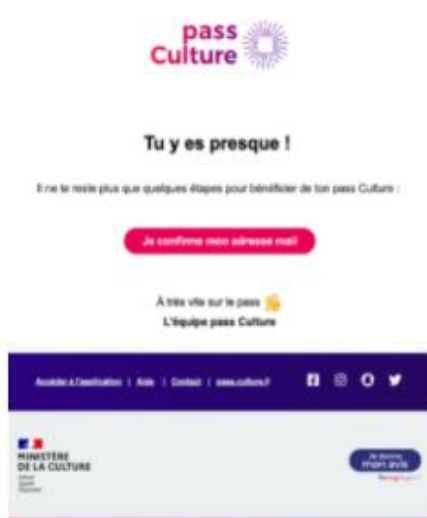 pass
Culture
Tu y es presque !
Il ne te reste plus que quelques étapes pour bénéficier de ton pass Culture :
Je confirme mon adresse mail
À très vite sur le pass
L'équipe pass Culture
Accéder à l'application | Aide | Contact | pass.culture.fr
MINISTÈRE
DE LA CULTURE
Je donne
mon avis